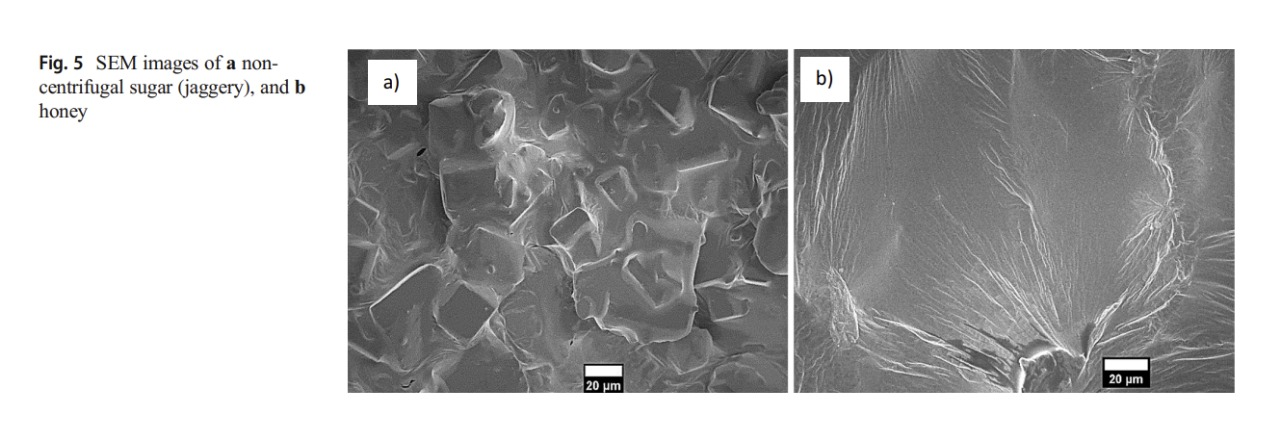 Fig. 5 SEM images of a non-
centrifugal sugar (jaggery), and b
honey
a)
b)
20 µm
20 µm